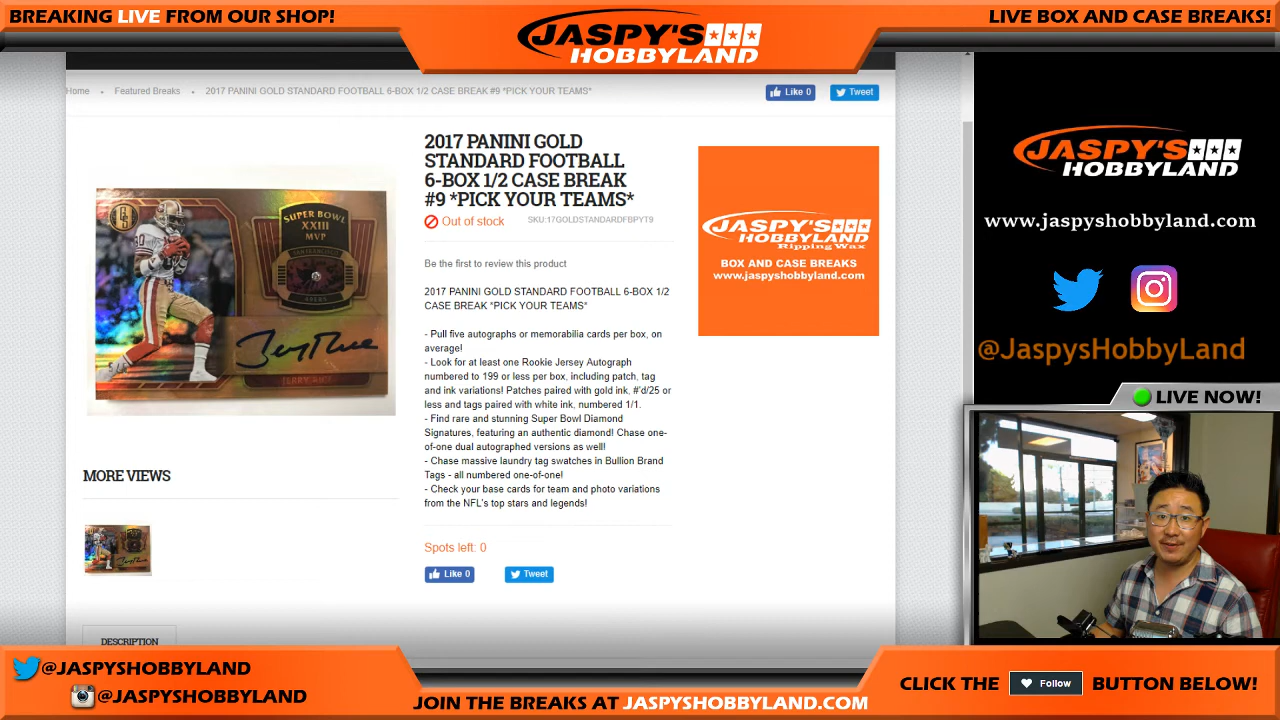 BREAKING LIVE FROM OUR SHOP!
JASPY'S
HOBBYLAND
LIVE BOX AND CASE BREAKS!
Home • Featured Breaks • 2017 PANINI GOLD STANDARD FOOTBALL 6-BOX 1/2 CASE BREAK #9 *PICK YOUR TEAMS*
Like 0
Tweet
SUPER BOWL
XXIII
MVP
SAN FRANCISCO
49ERS
Jerry Rice
JERRY RICE
MORE VIEWS
DESCRIPTION
2017 PANINI GOLD
STANDARD FOOTBALL
6-BOX 1/2 CASE BREAK
#9 *PICK YOUR TEAMS*
Out of stock
SKU:17GOLDSTANDARDFBPYT9
Be the first to review this product
2017 PANINI GOLD STANDARD FOOTBALL 6-BOX 1/2
CASE BREAK *PICK YOUR TEAMS*
- Pull five autographs or memorabilia cards per box, on
average!
- Look for at least one Rookie Jersey Autograph
numbered to 199 or less per box, including patch, tag
and ink variations! Patches paired with gold ink, #'d/25 or
less and tags paired with white ink, numbered 1/1.
- Find rare and stunning Super Bowl Diamond
Signatures, featuring an authentic diamond! Chase one-
of-one dual autographed versions as well!
- Chase massive laundry tag swatches in Bullion Brand
Tags - all numbered one-of-one!
- Check your base cards for team and photo variations
from the NFL's top stars and legends!
Spots left: 0
Like 0
Tweet
JASPY'S
HOBBYLAND
RippingWax
BOX AND CASE BREAKS
www.jaspyshobbyland.com
JASPY'S
HOBBYLAND
www.jaspyshobbyland.com
@JaspysHobbyLand
LIVE NOW!
@JASPYSHOBBYLAND
@JASPYSHOBBYLAND
JOIN THE BREAKS AT JASPYSHOBBYLAND.COM
CLICK THE Follow BUTTON BELOW!